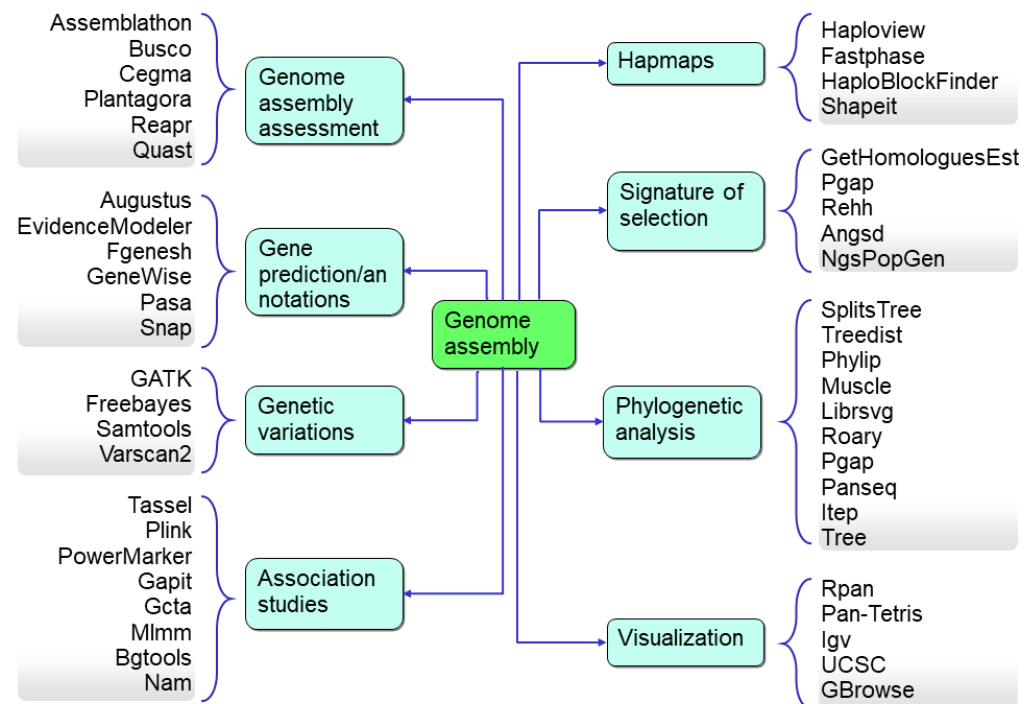 Assemblathon
Busco
Cegma
Plantagora
Reapr
Quast
Genome
assembly
assessment
Augustus
EvidenceModeler
Fgenesh
GeneWise
Pasa
Snap
Gene
prediction/an
notations
GATK
Freebayes
Samtools
Varscan2
Genetic
variations
Tassel
Plink
PowerMarker
Gapit
Gcta
Mlmm
Bgtools
Nam
Association
studies
Genome
assembly
Hapmaps
Haploview
Fastphase
HaploBlockFinder
Shapeit
Signature of
selection
GetHomologuesEst
Pgap
Rehh
Angsd
NgsPopGen
Phylogenetic
analysis
SplitsTree
Treedist
Phylip
Muscle
Librsvg
Roary
Pgap
Panseq
Itep
Tree
Visualization
Rpan
Pan-Tetris
Igv
UCSC
GBrowse